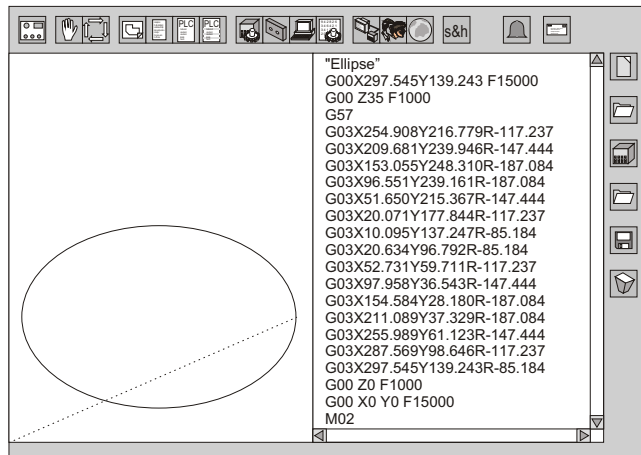 PLC
PLC
s&h
"Ellipse”
G00X297.545Y139.243 F15000
G00 Z35 F1000
G57
G03X254.908Y216.779R-117.237
G03X209.681Y239.946R-147.444
G03X153.055Y248.310R-187.084
G03X96.551Y239.161R-187.084
G03X51.650Y215.367R-147.444
G03X20.071Y177.844R-117.237
G03X10.095Y137.247R-85.184
G03X20.634Y96.792R-85.184
G03X52.731Y59.711R-117.237
G03X97.958Y36.543R-147.444
G03X154.584Y28.180R-187.084
G03X211.089Y37.329R-187.084
G03X255.989Y61.123R-147.444
G03X287.569Y98.646R-117.237
G03X297.545Y139.243R-85.184
G00 Z0 F1000
G00 X0 Y0 F15000
M02